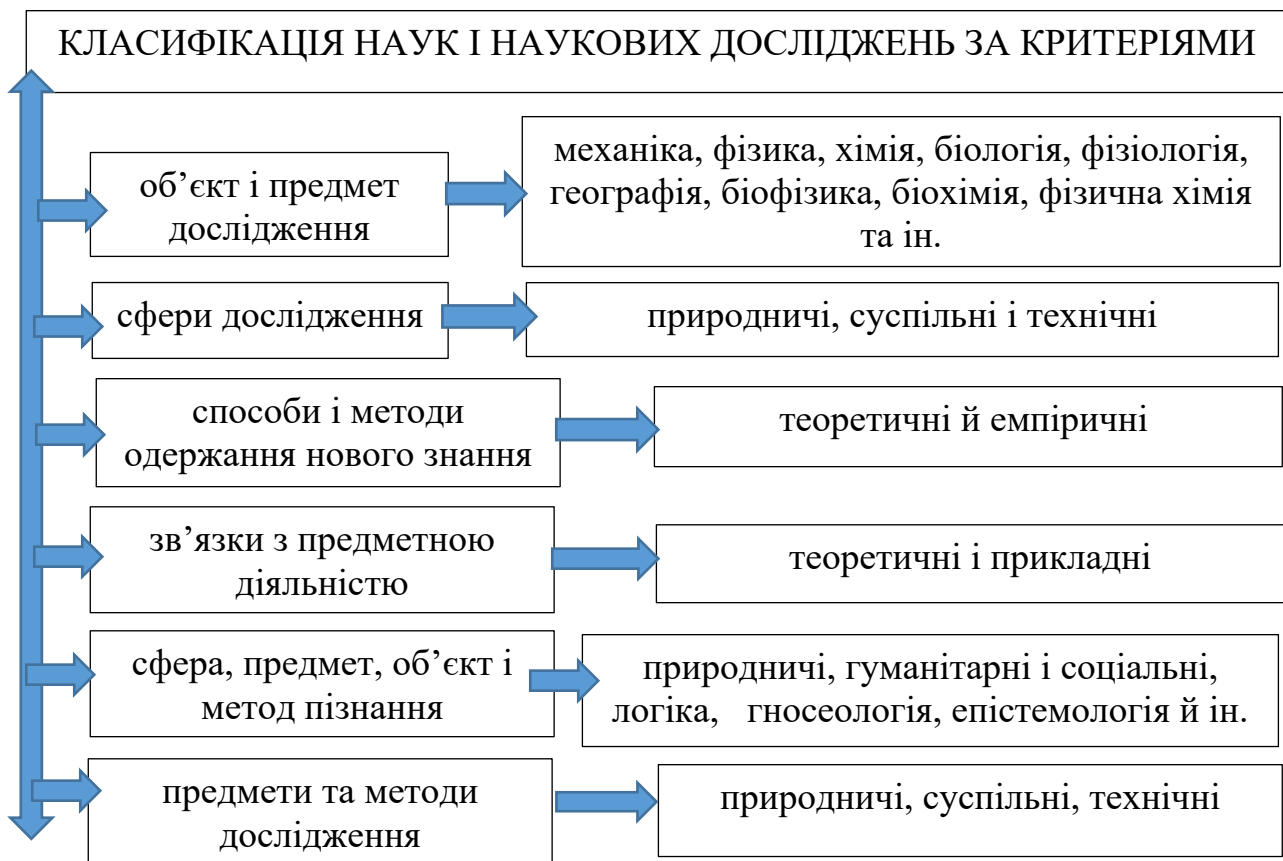 КЛАСИФІКАЦІЯ НАУК І НАУКОВИХ ДОСЛІДЖЕНЬ ЗА КРИТЕРІЯМИ
об’єкт і предмет
дослідження
механіка, фізика, хімія, біологія, фізіологія,
географія, біофізика, біохімія, фізична хімія
та ін.
сфери дослідження
природничі, суспільні і технічні
способи і методи
одержання нового знання
теоретичні й емпіричні
зв’язки з предметною
діяльністю
теоретичні і прикладні
сфера, предмет, об’єкт і
метод пізнання
природничі, гуманітарні і соціальні,
логіка, гносеологія, епістемологія й ін.
предмети та методи
дослідження
природничі, суспільні, технічні